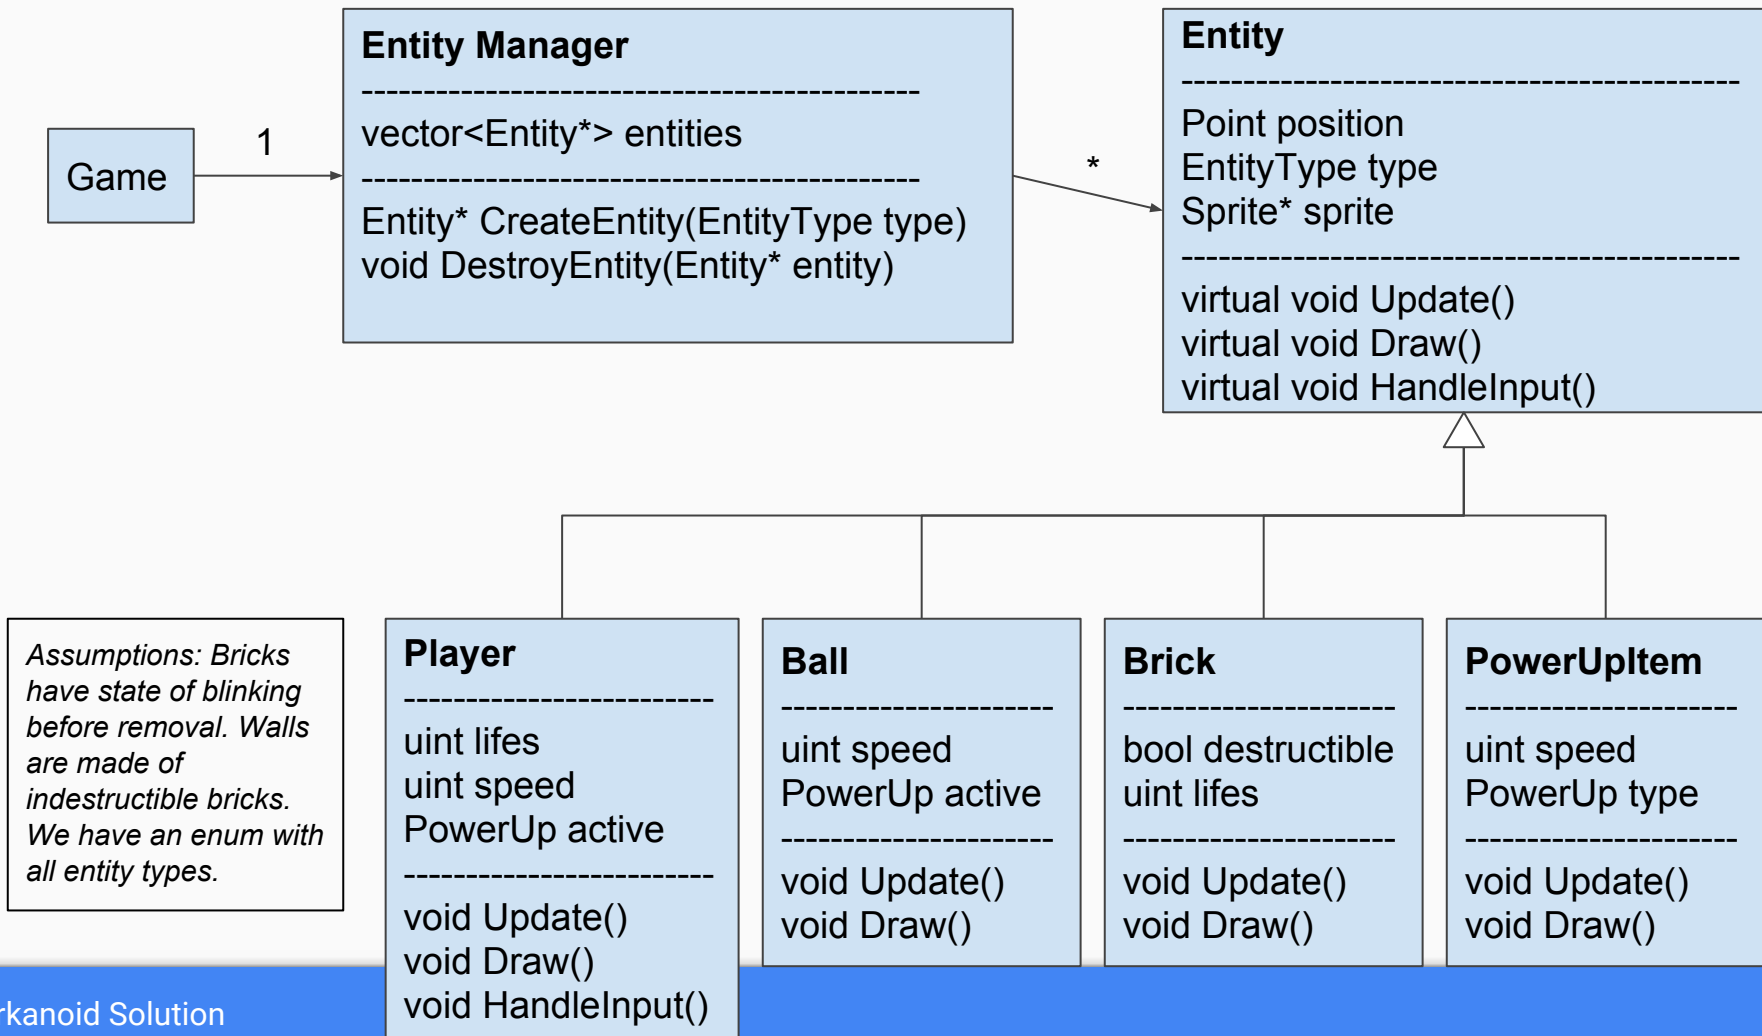 Game
1
Entity Manager
---------------------------------------------
vector<Entity*> entities
---------------------------------------------
Entity* CreateEntity(EntityType type)
void DestroyEntity(Entity* entity)
*
Entity
---------------------------------------------
Point position
EntityType type
Sprite* sprite
---------------------------------------------
virtual void Update()
virtual void Draw()
virtual void HandleInput()
Assumptions: Bricks
have state of blinking
before removal. Walls
are made of
indestructible bricks.
We have an enum with
all entity types.
Player
-------------------------
uint lifes
uint speed
PowerUp active
-------------------------
void Update()
void Draw()
void HandleInput()
Ball
----------------------
uint speed
PowerUp active
----------------------
void Update()
void Draw()
Brick
----------------------
bool destructible
uint lifes
----------------------
void Update()
void Draw()
PowerUpItem
----------------------
uint speed
PowerUp type
----------------------
void Update()
void Draw()
rkanoid Solution